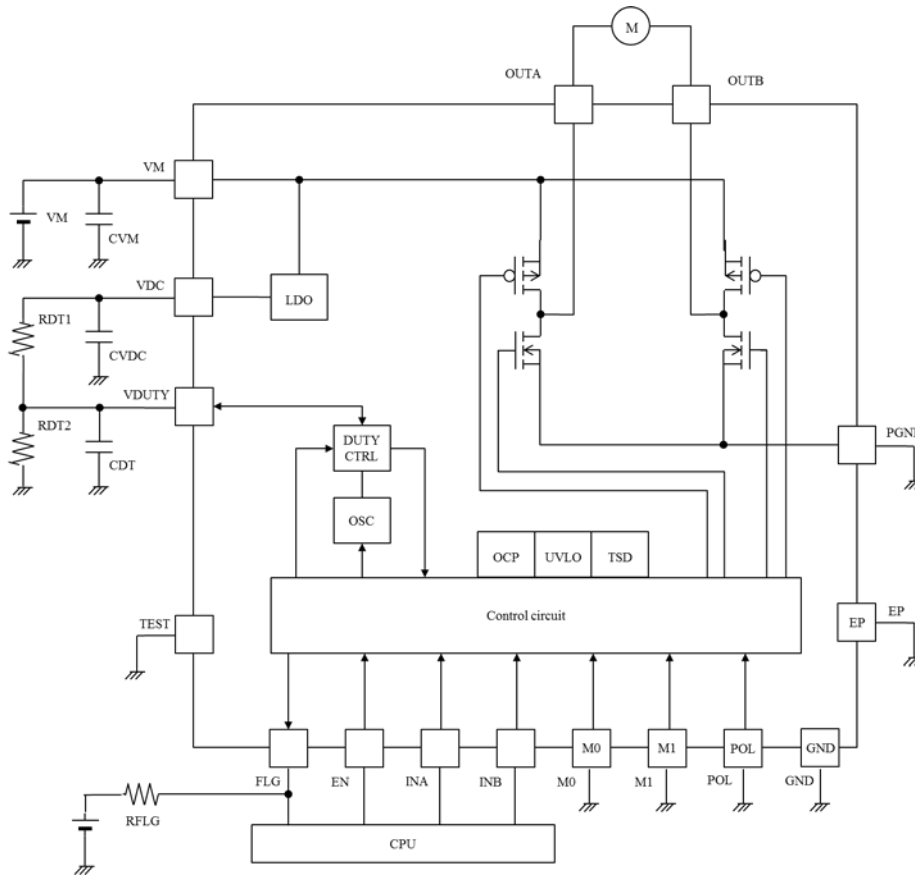 M
OUTA
OUTB
VM
VM
CVM
VDC
LDO
RDT1
CVDC
VDUTY
RDT2
CDT
DUTY
CTRL
OSC
OCP
UVLO
TSD
PGND
Control circuit
TEST
EP
EP
M0
M1
POL
GND
FLG
EN
INA
INB
M0
M1
POL
GND
RFLG
CPU